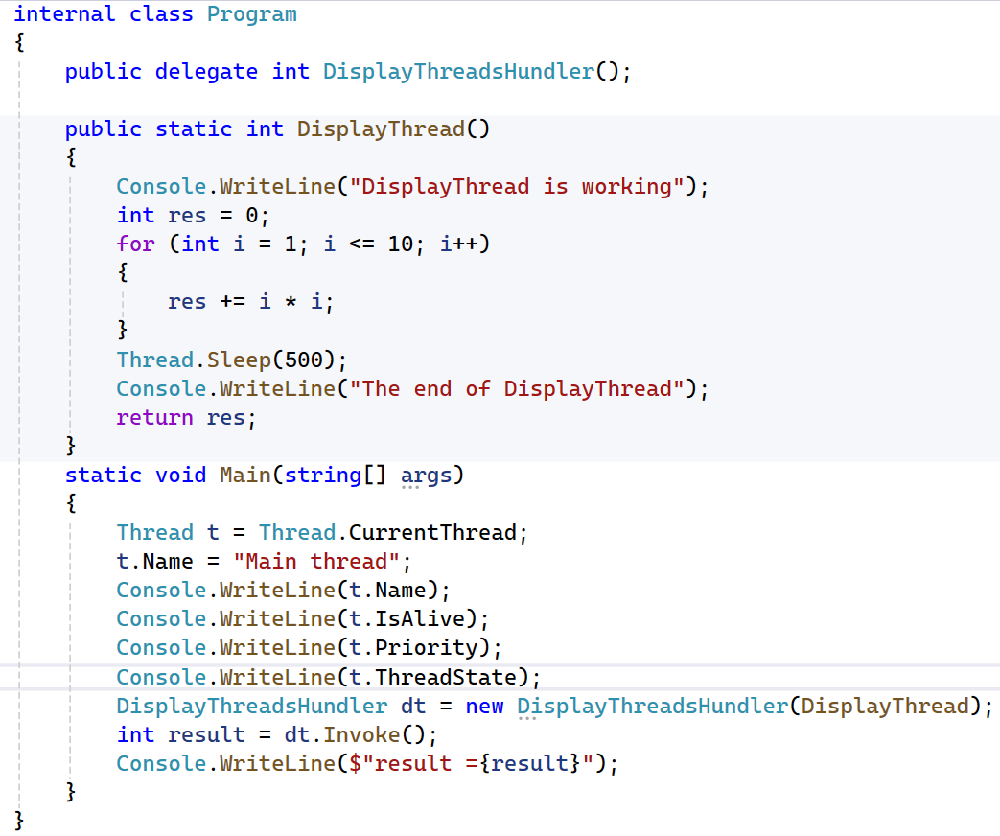 internal class Program
{
    public delegate int DisplayThreadsHundler();

    public static int DisplayThread()
    {
        Console.WriteLine("DisplayThread is working");
        int res = 0;
        for (int i = 1; i <= 10; i++)
        {
            res += i * i;
        }
        Thread.Sleep(500);
        Console.WriteLine("The end of DisplayThread");
        return res;
    }
    static void Main(string[] args)
    {
        Thread t = Thread.CurrentThread;
        t.Name = "Main thread";
        Console.WriteLine(t.Name);
        Console.WriteLine(t.IsAlive);
        Console.WriteLine(t.Priority);
        Console.WriteLine(t.ThreadState);
        DisplayThreadsHundler dt = new DisplayThreadsHundler(DisplayThread);
        int result = dt.Invoke();
        Console.WriteLine($"result ={result}");
    }
}